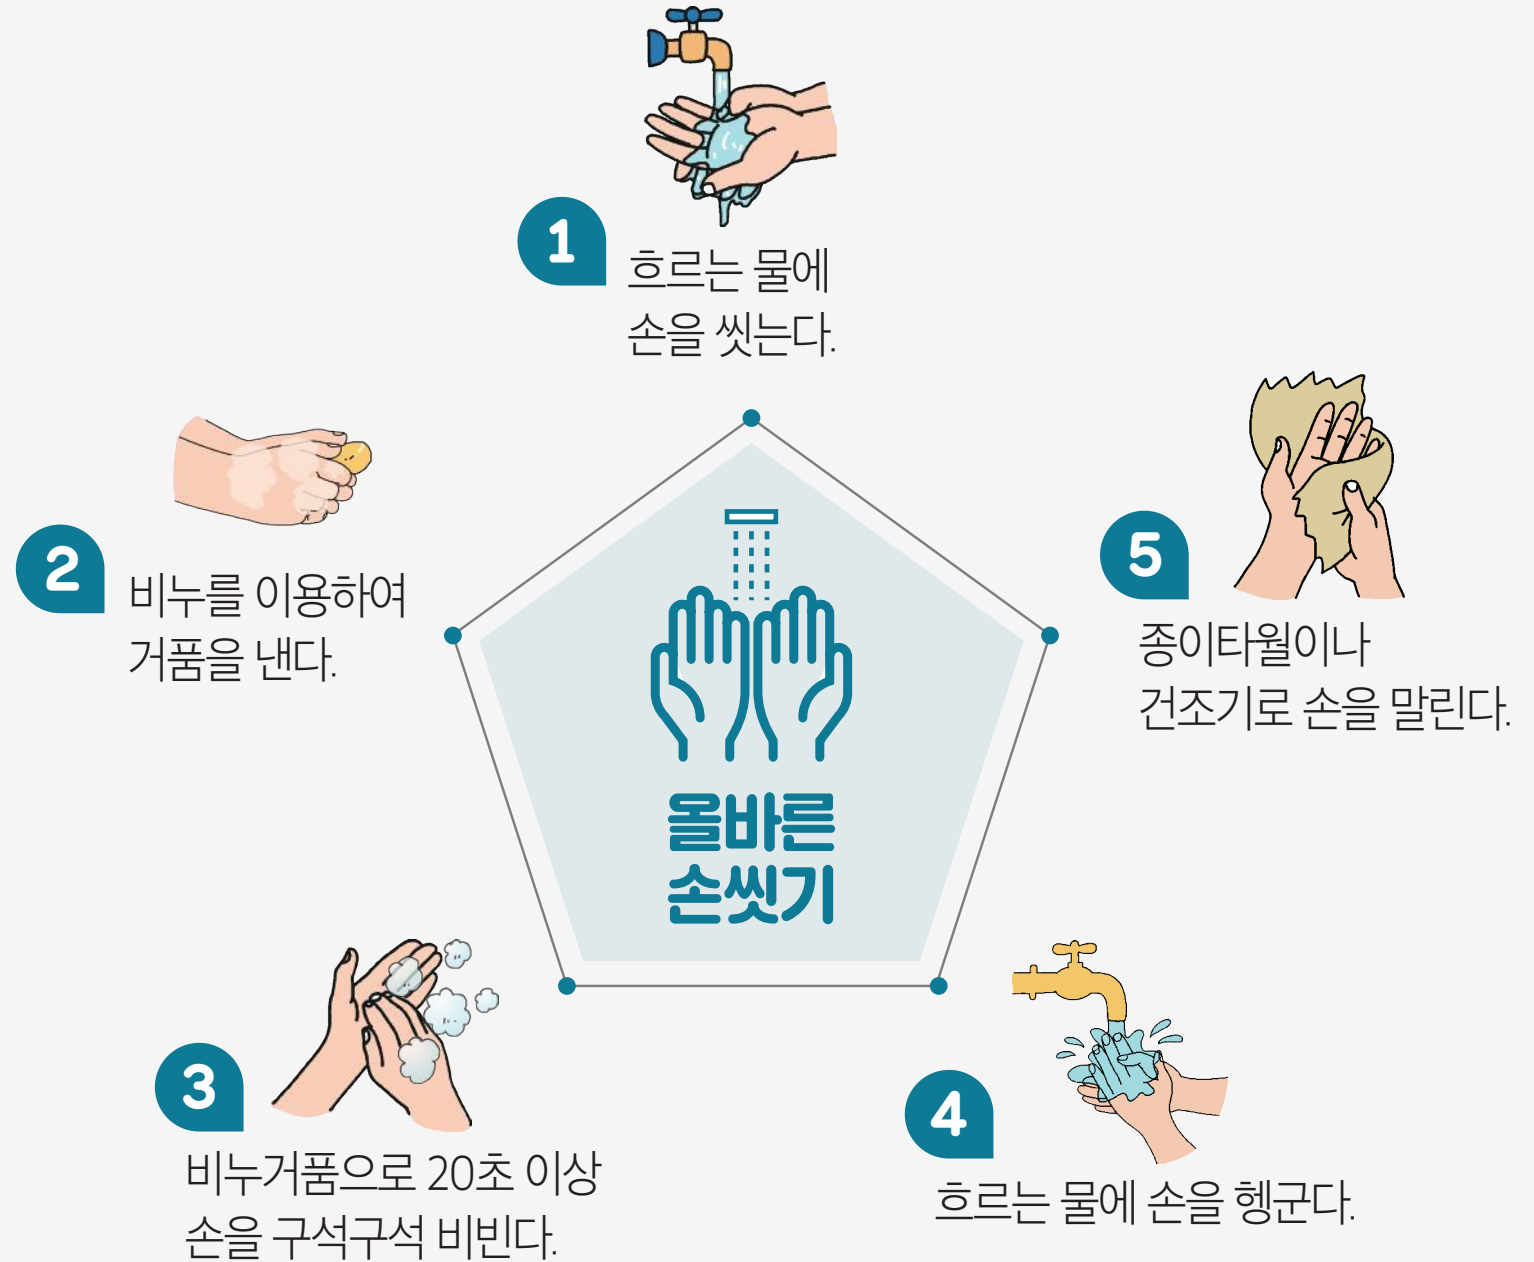 1
흐르는 물에
손을 씻는다.
2
비누를 이용하여
거품을 낸다.
3
비누거품으로 20초 이상
손을 구석구석 비빈다.
4
흐르는 물에 손을 헹군다.
5
종이타월이나
건조기로 손을 말린다.
올바른
손씻기